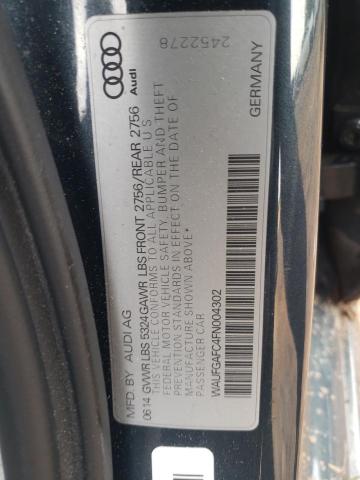 MFD. BY AUDI AG
0614 GVWR LBS 5324 GAWR LBS FRONT 2756/REAR 2756
THIS VEHICLE CONFORMS TO ALL APPLICABLE U S
FEDERAL MOTOR VEHICLE SAFETY, BUMPER AND THEFT
PREVENTION STANDARDS IN EFFECT ON THE DATE OF
MANUFACTURE SHOWN ABOVE*
PASSENGER CAR
WAUFGAFC4FN004302
Audi
2452278
GERMANY